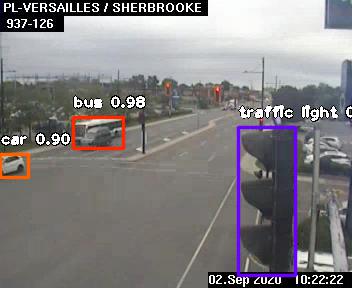 PL-VERSAILLES / SHERBROOKE
937-126
bus 0.98
traffic light 0
car 0.90
02.Sep 2020 10:22:22